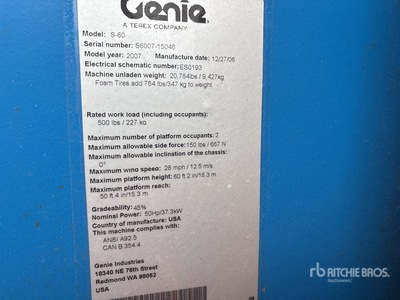 Genie
A TEREX COMPANY
Model: S-60
Serial number: S6007-15046
Model year: 2007 Manufacture date: 12/27/06
Electrical schematic number: ES0193
Machine unladen weight: 20,784lbs / 9,427kg
Foam Tires add 764 lbs/347 kg to weight
Rated work load (including occupants):
500 lbs / 227 kg
Maximum number of platform occupants: 2
Maximum allowable side force: 150 lbs / 667 N
Maximum allowable inclination of the chassis:
0°
Maximum wind speed: 28 mph / 12.5 m/s
Maximum platform height: 60 ft 2 in/18.3 m
Maximum platform reach:
50 ft 4 in/15.3 m
Gradeability: 45%
Nominal Power: 50Hp/37.3kW
Country of manufacture: USA
This machine complies with:
ANSI A92.5
CAN B.354.4
Genie Industries
18340 NE 76th Street
Redmond WA 98052
USA
rb RITCHIE BROS.
Auctioneers